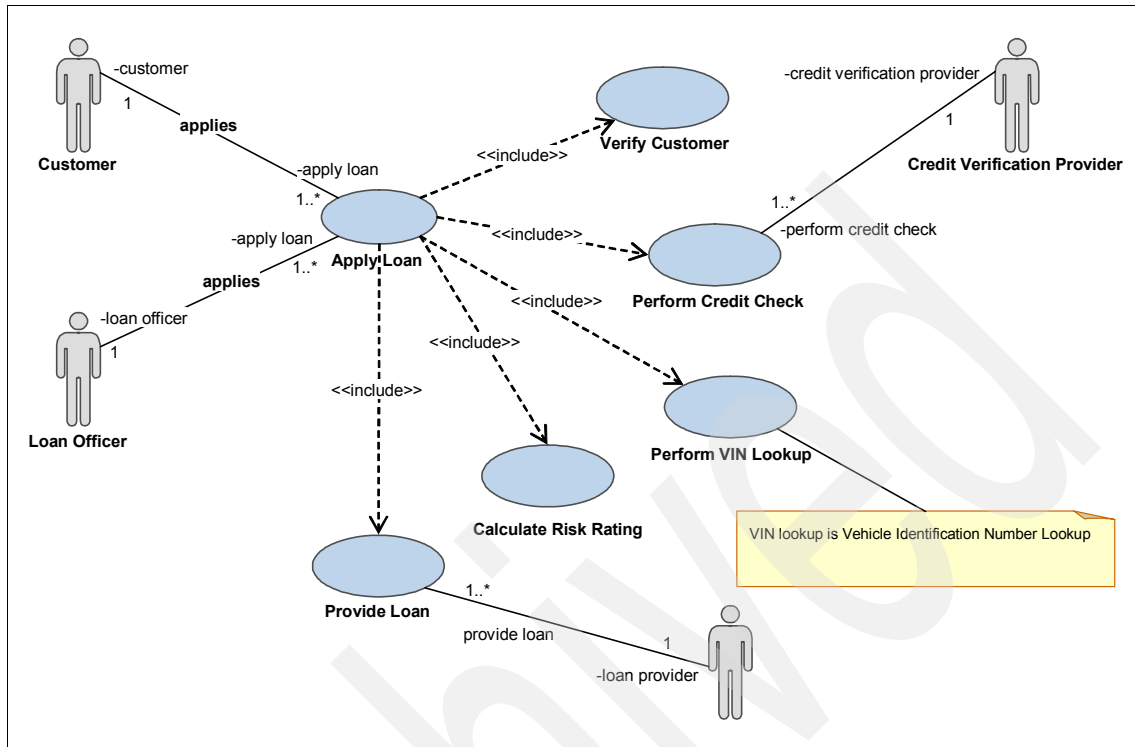 -customer
-credit verification provider
1
1
applies
Verify Customer
<<include>>
Customer
Credit Verification Provider
-apply loan
1..*
1..*
-apply loan
-perform credit check
<<include>>
1..*
Apply Loan
applies
Perform Credit Check
<<include>>
-loan officer
1
<<include>>
<<include>>
Loan Officer
Perform VIN Lookup
Calculate Risk Rating
VIN lookup is Vehicle Identification Number Lookup
1..*
Provide Loan
provide loan
1
-loan provider